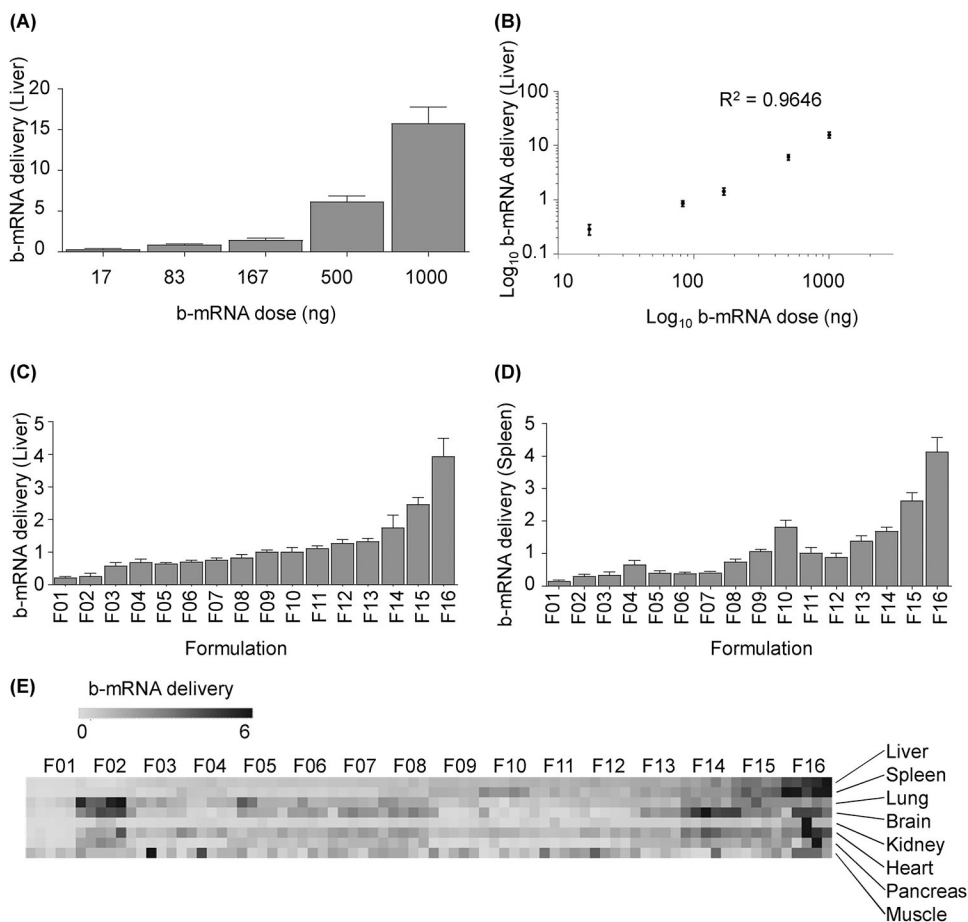 (A)
b-mRNA delivery (Liver)
20
15
10
5
0
17 83 167 500 1000
b-mRNA dose (ng)
(B)
Log₁₀ b-mRNA delivery (Liver)
100
10
1
0.1
R² = 0.9646
10 100 1000
Log₁₀ b-mRNA dose (ng)
(C)
b-mRNA delivery (Liver)
5
4
3
2
1
0
F01 F02 F03 F04 F05 F06 F07 F08 F09 F10 F11 F12 F13 F14 F15 F16
Formulation
(D)
b-mRNA delivery (Spleen)
5
4
3
2
1
0
F01 F02 F03 F04 F05 F06 F07 F08 F09 F10 F11 F12 F13 F14 F15 F16
Formulation
(E)
b-mRNA delivery
0 6
F01 F02 F03 F04 F05 F06 F07 F08 F09 F10 F11 F12 F13 F14 F15 F16
Liver
Spleen
Lung
Brain
Kidney
Heart
Pancreas
Muscle